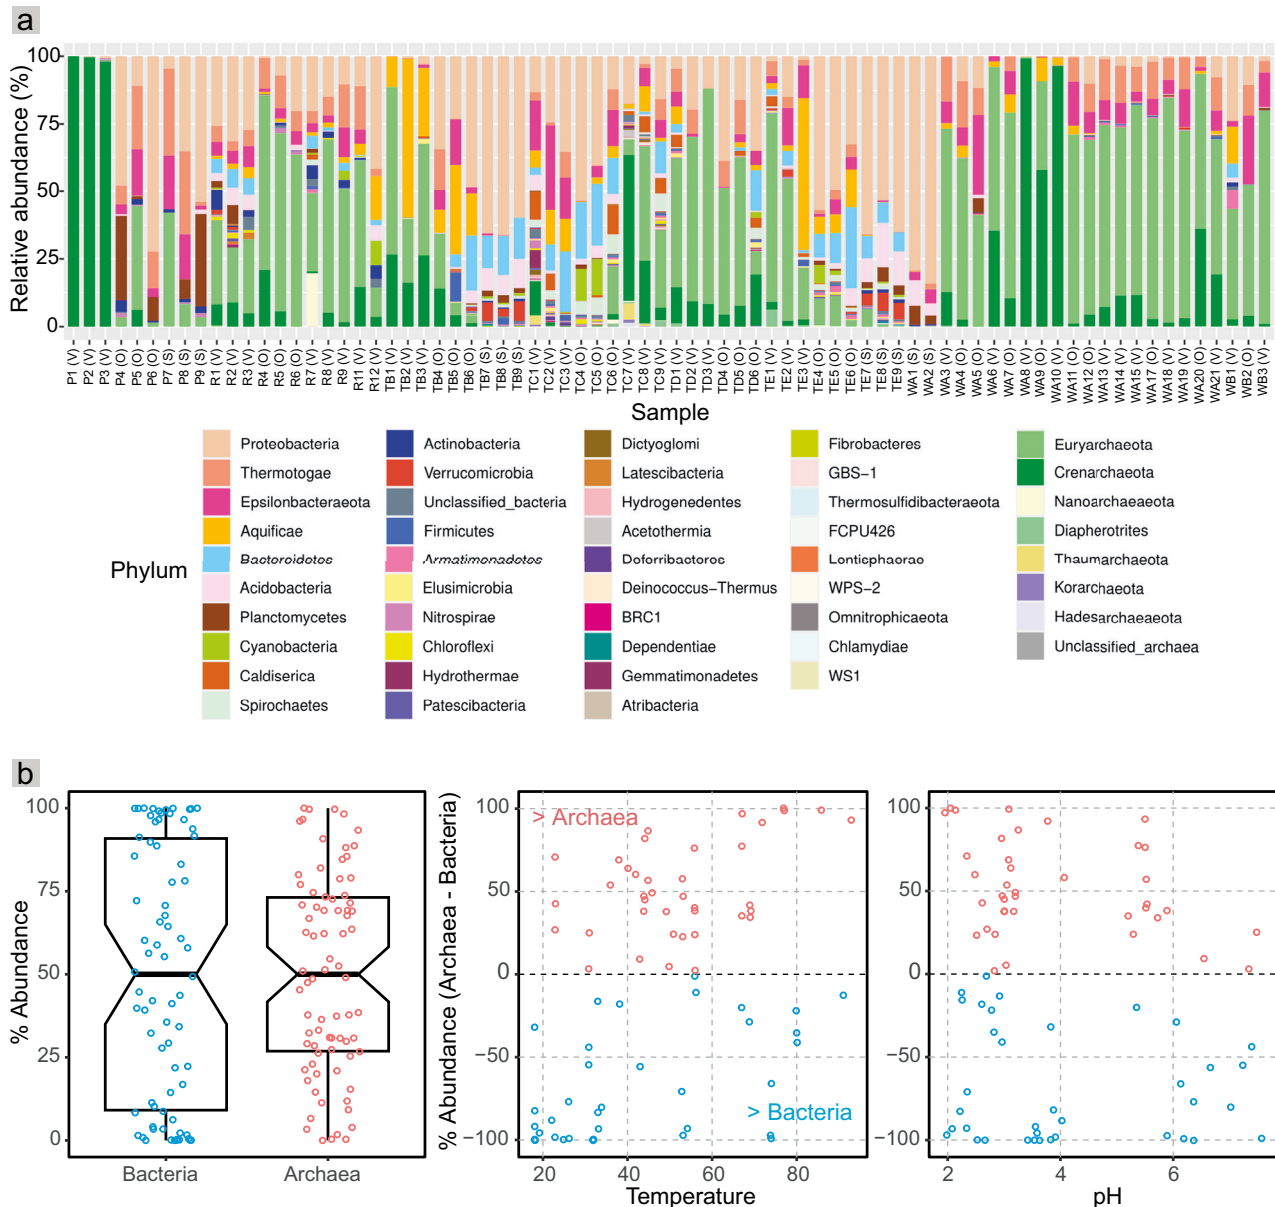 a
Relative abundance (%)
100
75
50
25
0
P1 (V) P2 (V) P3 (V) P4 (O) P5 (O) P6 (O) P7 (S) P8 (S) P9 (S) R1 (V) R2 (V) R3 (V) R4 (O) R5 (O) R6 (O) R7 (V) R8 (V) R9 (V) R11 (V) R12 (V) TB1 (V) TB2 (V) TB3 (V) TB4 (O) TB5 (O) TB6 (O) TB7 (S) TB8 (S) TB9 (S) TC1 (V) TC2 (V) TC3 (V) TC4 (O) TC5 (O) TC6 (O) TC7 (V) TC8 (V) TC9 (V) TD1 (V) TD2 (V) TD3 (V) TD4 (O) TD5 (O) TD6 (O) TE1 (V) TE2 (V) TE3 (V) TE4 (O) TE5 (O) TE6 (O) TE7 (S) TE8 (S) TE9 (S) WA1 (S) WA2 (S) WA3 (V) WA4 (O) WA5 (O) WA6 (V) WA7 (O) WA8 (V) WA9 (O) WA10 (V) WA11 (O) WA12 (O) WA13 (V) WA14 (V) WA15 (V) WA17 (O) WA18 (V) WA19 (V) WA20 (O) WA21 (V) WB1 (V) WB2 (O) WB3 (V)
Sample
Phylum
Proteobacteria Actinobacteria Dictyoglomi Fibrobacteres Euryarchaeota
Thermotogae Verrucomicrobia Latescibacteria GBS-1 Crenarchaeota
Epsilonbacteraeota Unclassified_bacteria Hydrogenedentes Thermosulfidibacteraeota Nanoarchaeaeota
Aquificae Firmicutes Acetothermia FCPU426 Diapherotrites
Bacteroidetes Armatimonadetes Deferribacteres Lentisphaerae Thaumarchaeota
Acidobacteria Elusimicrobia Deinococcus-Thermus WPS-2 Korarchaeota
Planctomycetes Nitrospirae BRC1 Omnitrophicaeota Hadesarchaeaeota
Cyanobacteria Chloroflexi Dependentiae Chlamydiae Unclassified_archaea
Caldiserica Hydrothermae Gemmatimonadetes WS1
Spirochaetes Patescibacteria Atribacteria
b
% Abundance
100
75
50
25
0
Bacteria Archaea
% Abundance (Archaea - Bacteria)
100
50
0
−50
−100
> Archaea
> Bacteria
20 40 60 80
Temperature
100
50
0
−50
−100
2 4 6
pH